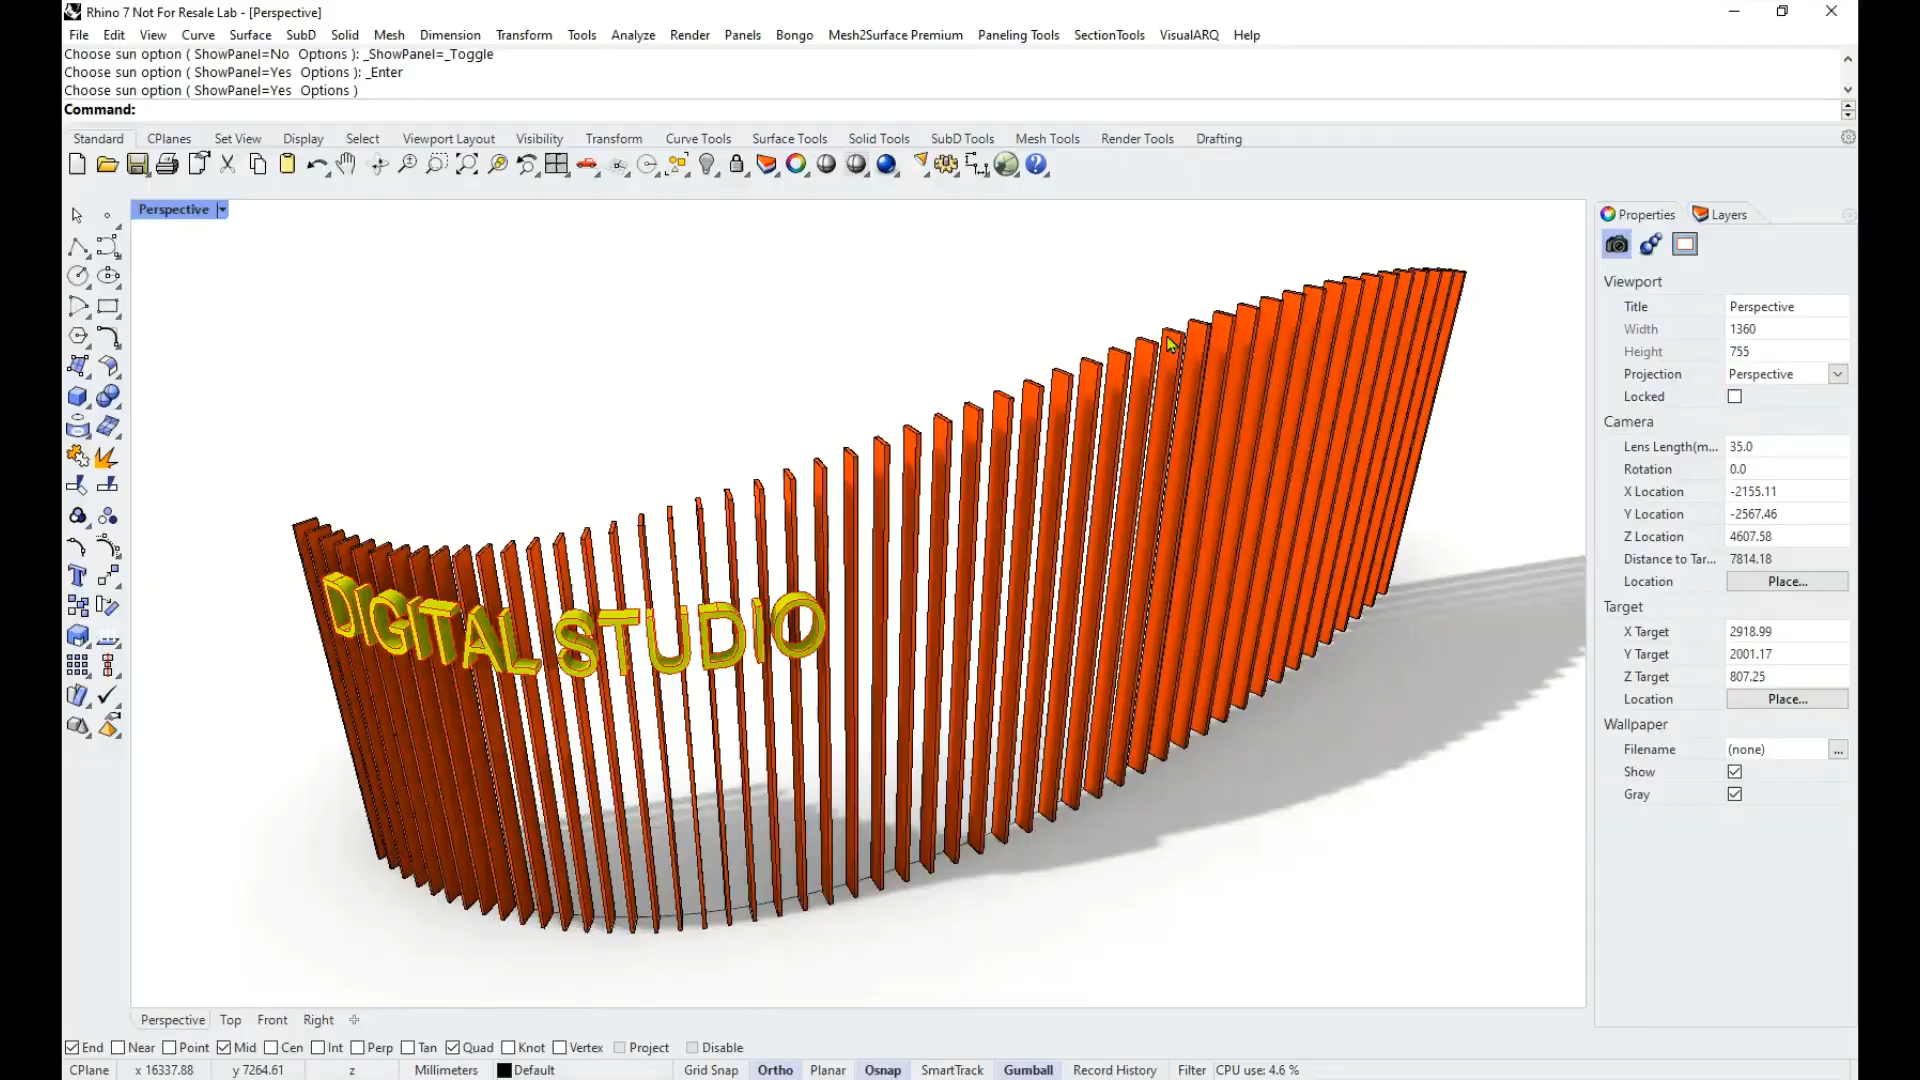 Rhino 7 Not For Resale Lab - [Perspective]
File Edit View Curve Surface SubD Solid Mesh Dimension Transform Tools Analyze Render Panels Bongo Mesh2Surface Premium Paneling Tools SectionTools VisualARQ Help
Choose sun option ( ShowPanel=No Options ): _ShowPanel=_Toggle
Choose sun option ( ShowPanel=Yes Options ): _Enter
Choose sun option ( ShowPanel=Yes Options )
Command:
Standard CPlanes Set View Display Select Viewport Layout Visibility Transform Curve Tools Surface Tools Solid Tools SubD Tools Mesh Tools Render Tools Drafting
Perspective
Properties Layers
Viewport
Title Perspective
Width 1360
Height 755
Projection Perspective
Locked
Camera
Lens Length(m... 35.0
Rotation 0.0
X Location -2155.11
Y Location -2567.46
Z Location 4607.58
Distance to Tar... 7814.18
Location Place...
Target
X Target 2918.99
Y Target 2001.17
Z Target 807.25
Location Place...
Wallpaper
Filename (none) ...
Show
Gray
DIGITAL STUDIO
Perspective Top Front Right
End Near Point Mid Cen Int Perp Tan Quad Knot Vertex Project Disable
CPlane x 16337.88 y 7264.61 z Millimeters Default Grid Snap Ortho Planar Osnap SmartTrack Gumball Record History Filter CPU use: 4.6 %